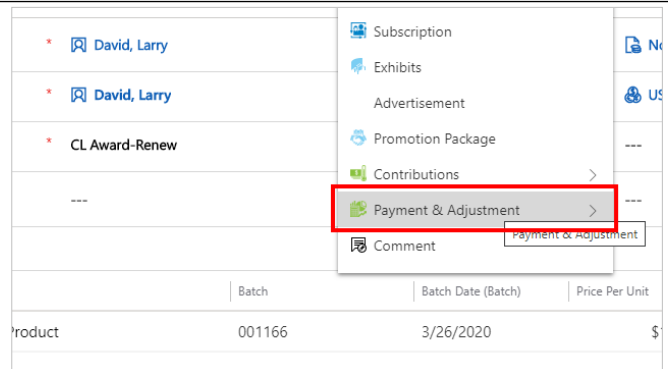 * David, Larry
* David, Larry
* CL Award-Renew
---
Subscription
Exhibits
Advertisement
Promotion Package
Contributions
Payment & Adjustment
Payment & Adjustment
Comment
---
---
Batch Batch Date (Batch) Price Per Unit
001166 3/26/2020